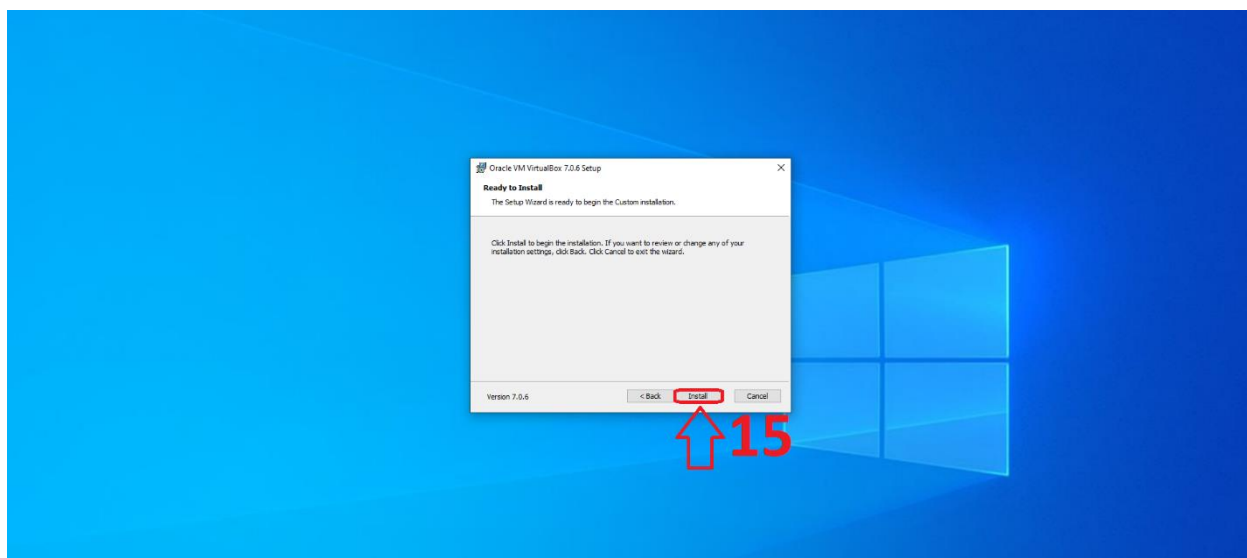 Oracle VM VirtualBox 7.0.6 Setup
Ready to Install
The Setup Wizard is ready to begin the Custom installation.
Click Install to begin the installation. If you want to review or change any of your
installation settings, click Back. Click Cancel to exit the wizard.
Version 7.0.6
< Back Install Cancel
15